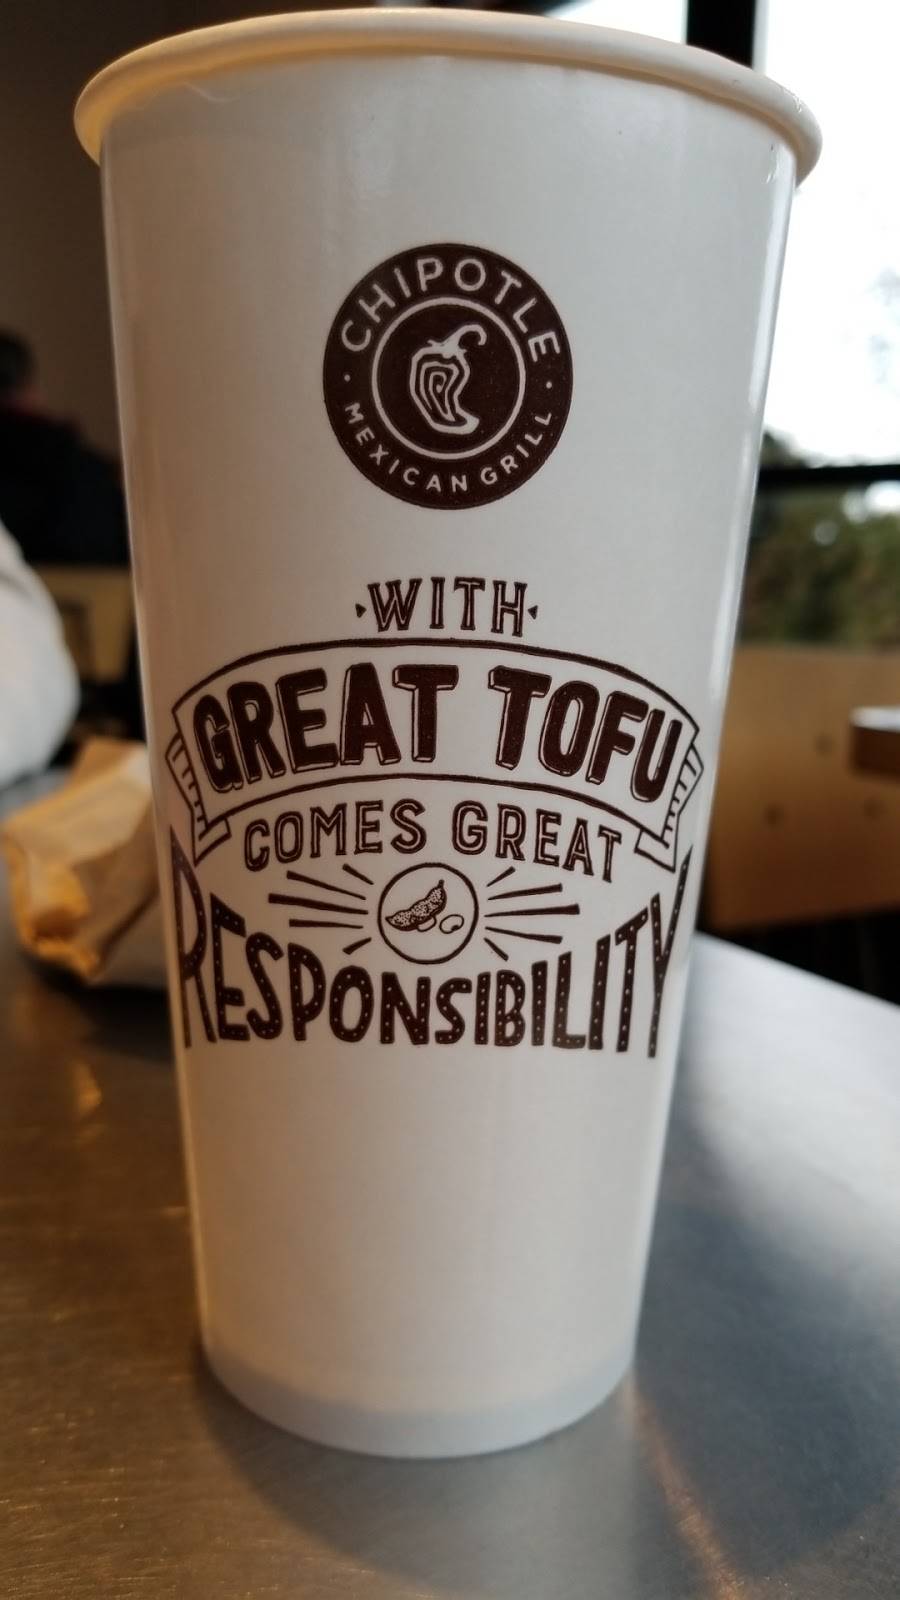 CHIPOTLE
MEXICAN GRILL
WITH
GREAT TOFU
COMES GREAT
RESPONSIBILITY